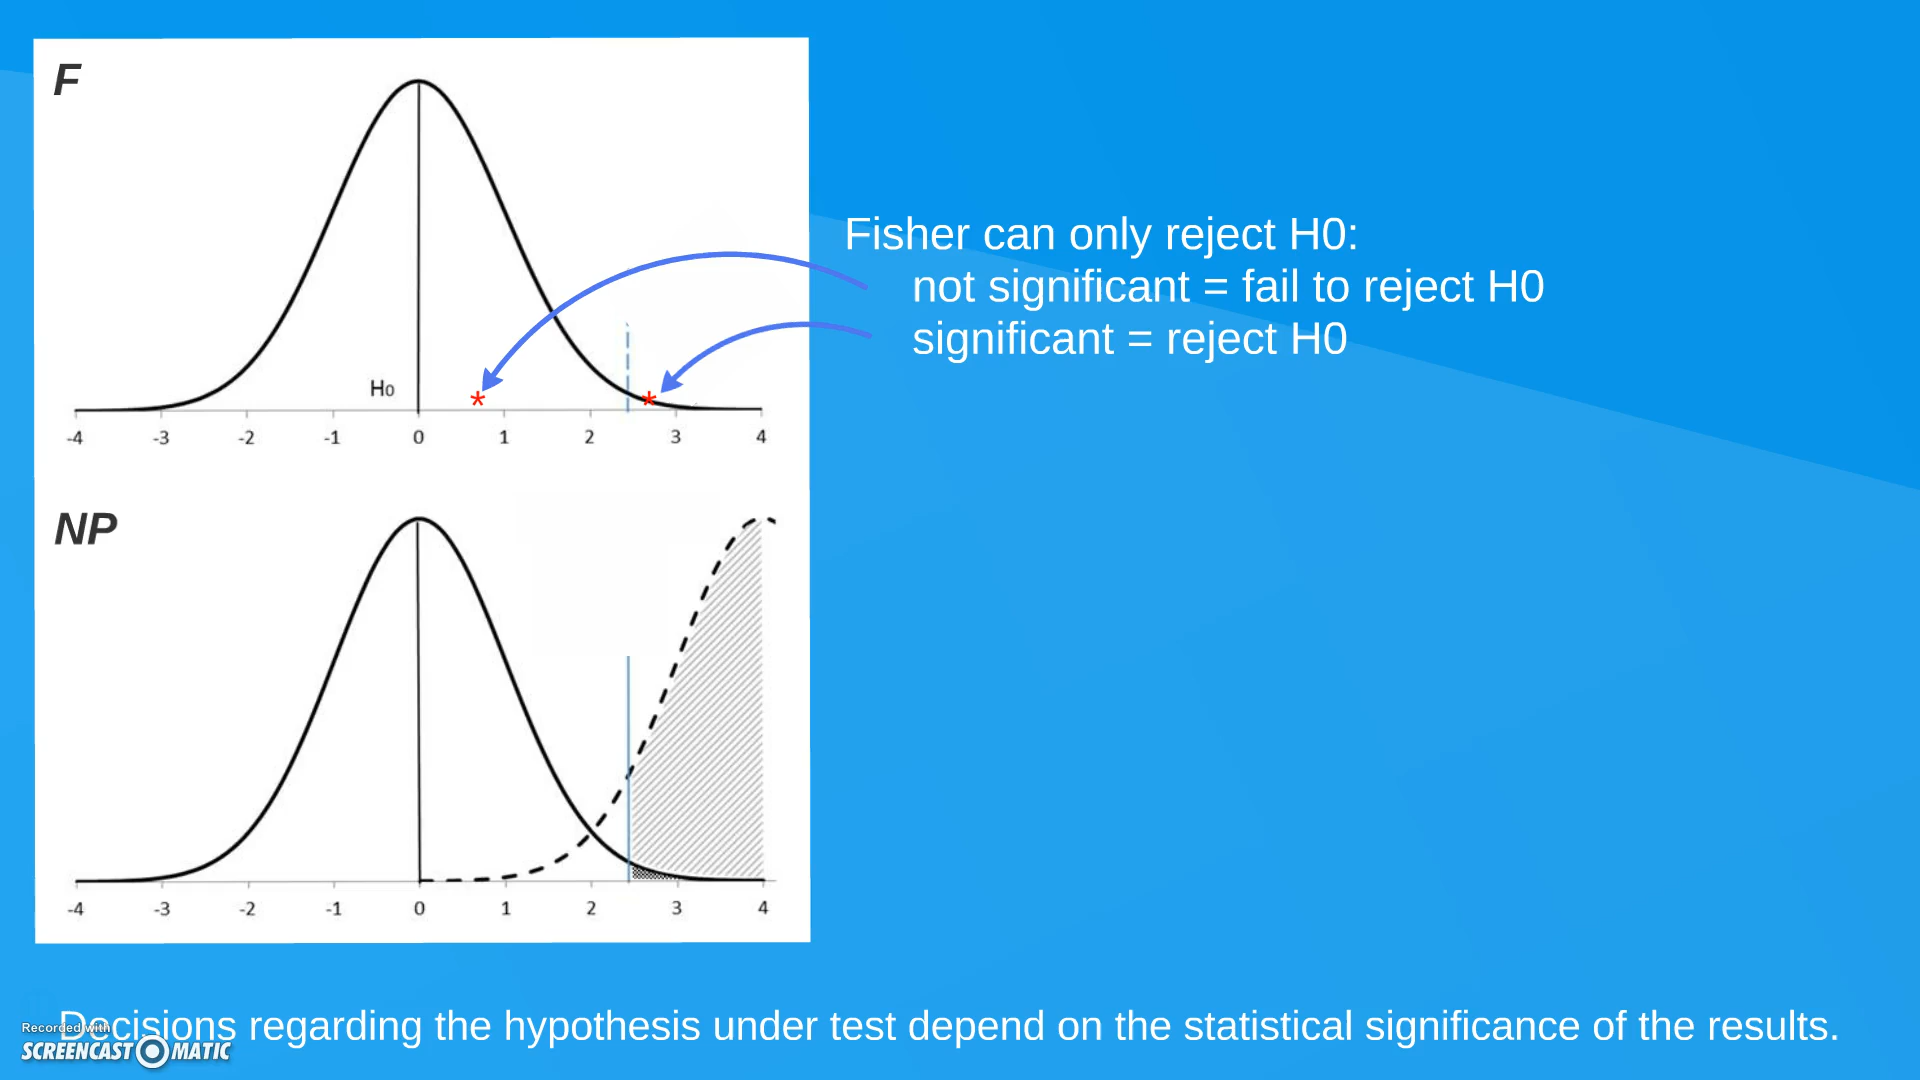 F
H0
-4 -3 -2 -1 0 1 2 3 4
Fisher can only reject H0:
not significant = fail to reject H0
significant = reject H0
* *
NP
-4 -3 -2 -1 0 1 2 3 4
Decisions regarding the hypothesis under test depend on the statistical significance of the results.
Recorded with
SCREENCAST MATIC